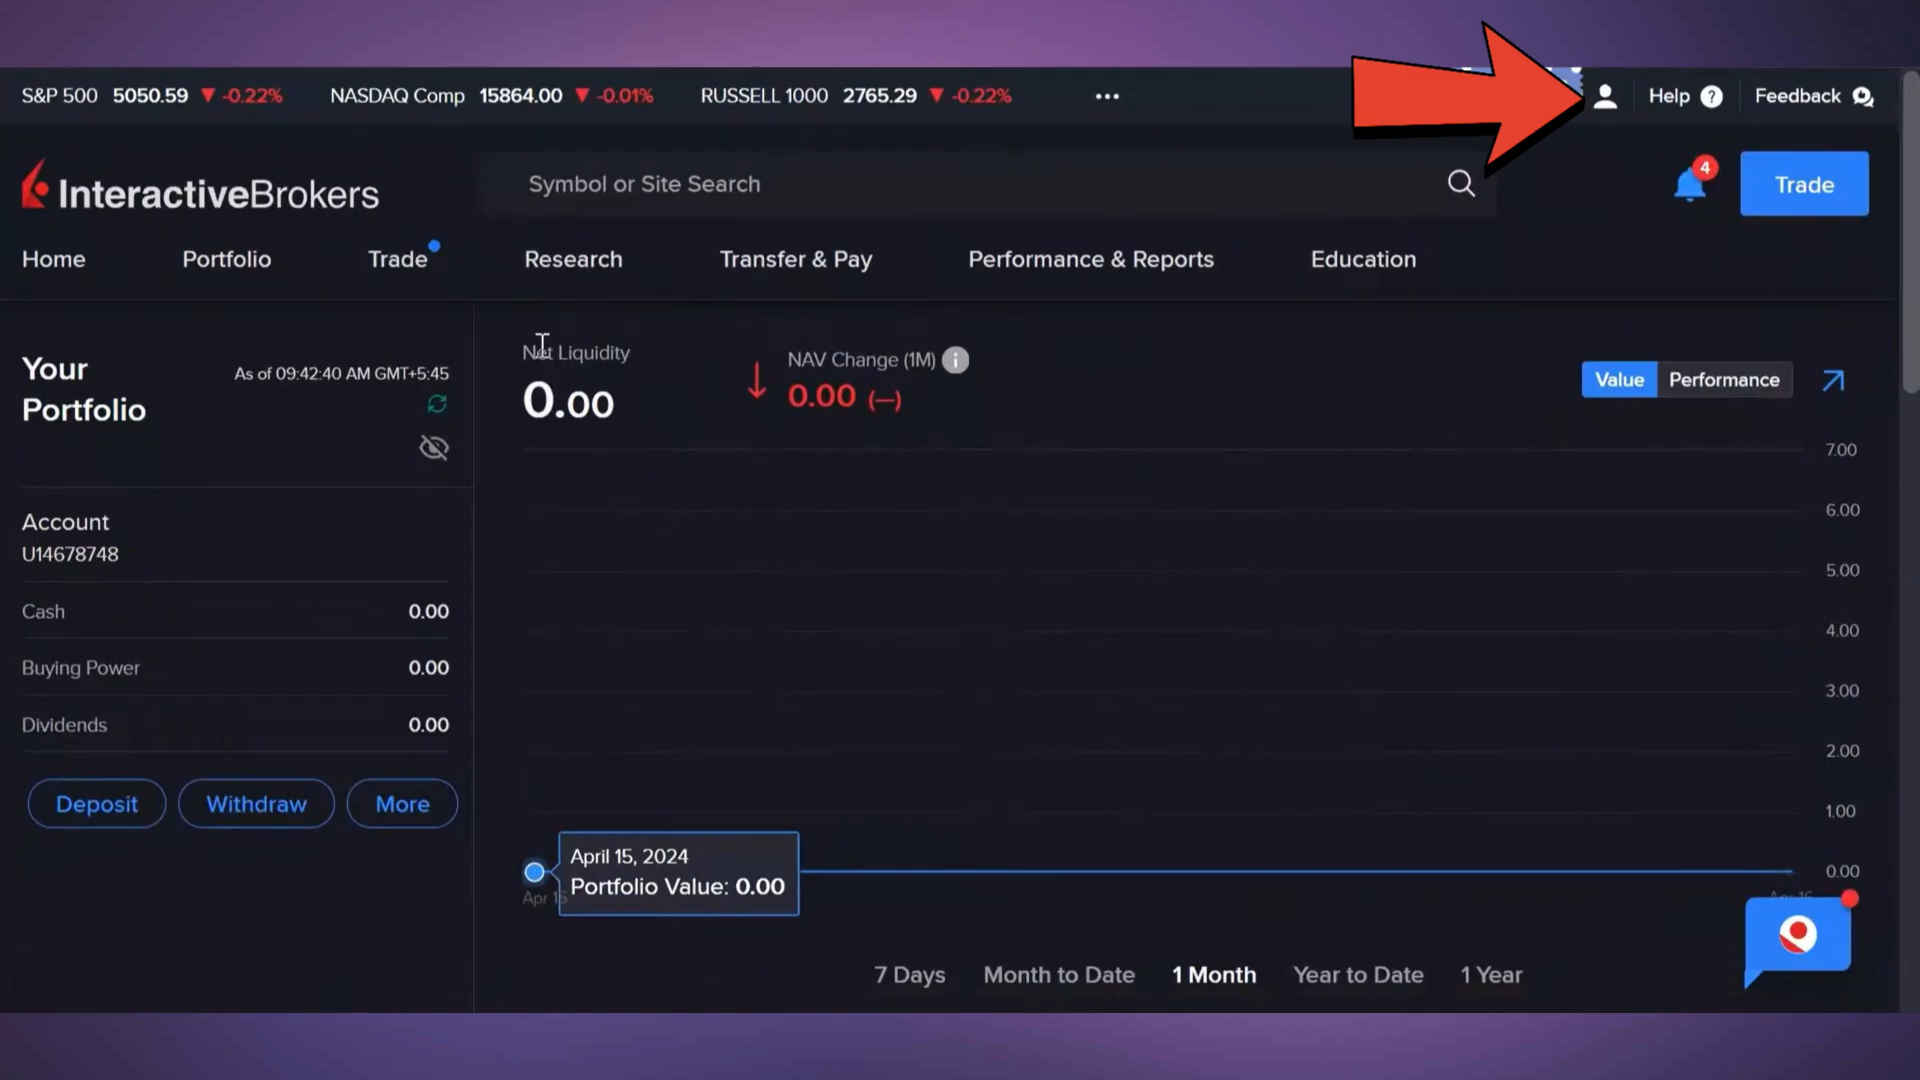 S&P 500 5050.59 ▼ -0.22% NASDAQ Comp 15864.00 ▼ -0.01% RUSSELL 1000 2765.29 ▼ -0.22% ••• Help ? Feedback
InteractiveBrokers Symbol or Site Search 4 Trade
Home Portfolio Trade Research Transfer & Pay Performance & Reports Education
Your
Portfolio
As of 09:42:40 AM GMT+5:45
Net Liquidity
0.00
NAV Change (1M) i
0.00 (—)
Value Performance
7.00
6.00
5.00
4.00
3.00
2.00
1.00
0.00
Account
U14678748
Cash 0.00
Buying Power 0.00
Dividends 0.00
Deposit Withdraw More
April 15, 2024
Portfolio Value: 0.00
Apr
7 Days Month to Date 1 Month Year to Date 1 Year